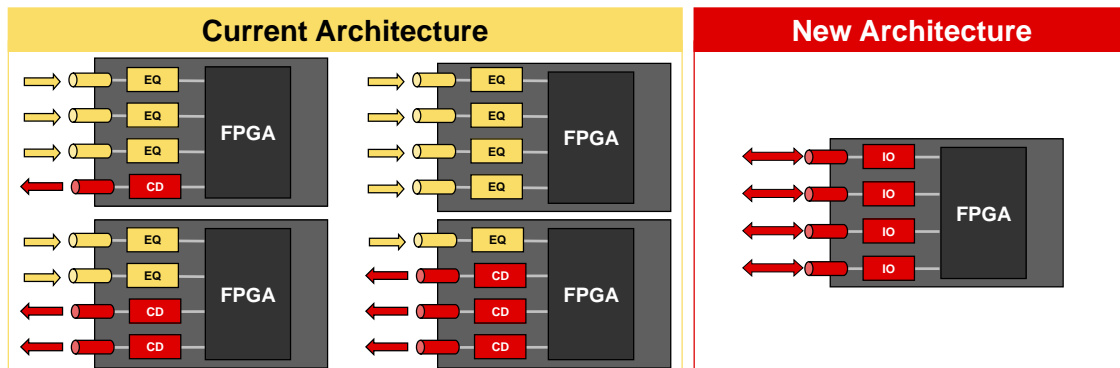 Current Architecture
New Architecture
EQ
EQ
EQ
CD
FPGA
EQ
EQ
EQ
EQ
FPGA
EQ
EQ
CD
CD
FPGA
EQ
CD
CD
CD
FPGA
IO
IO
IO
IO
FPGA